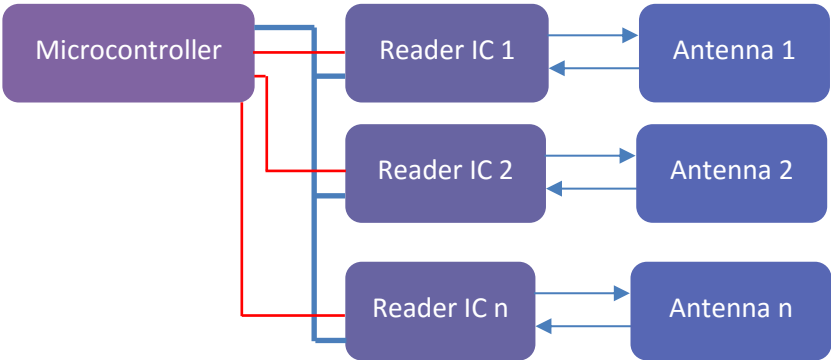 Microcontroller
Reader IC 1
Antenna 1
Reader IC 2
Antenna 2
Reader IC n
Antenna n